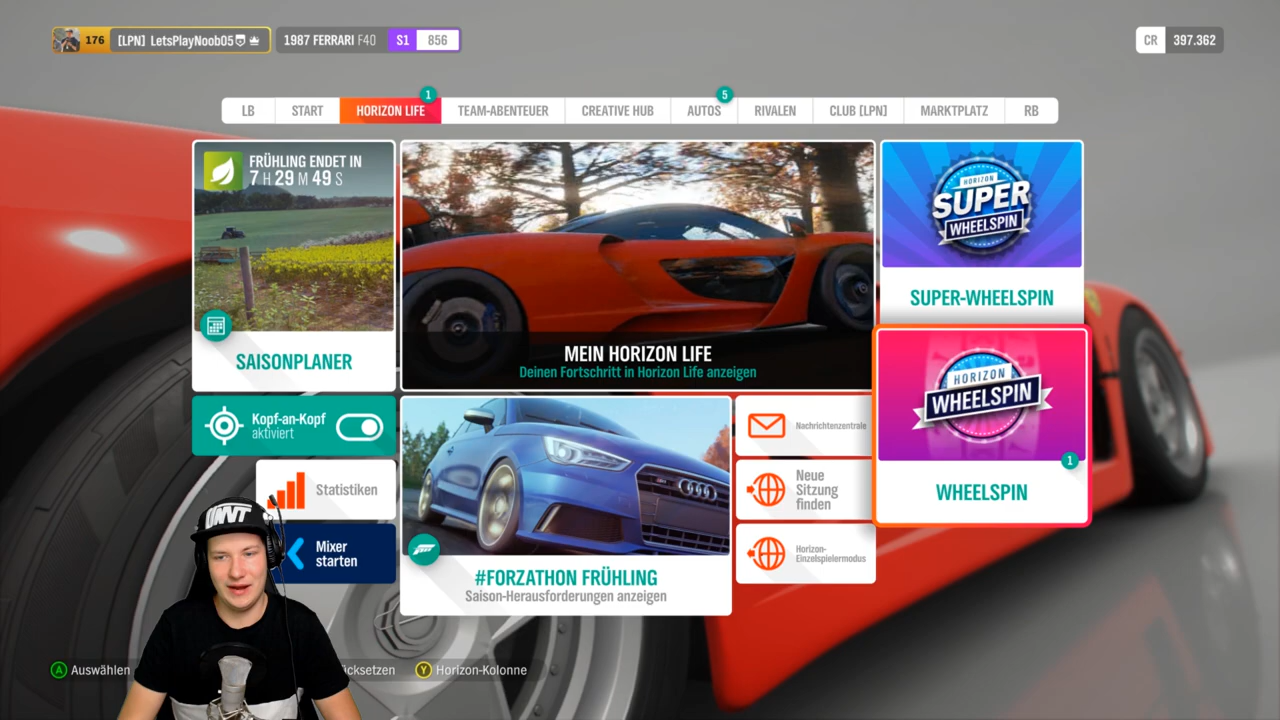 176 [LPN] LetsPlayNoob05
1987 FERRARI F40 S1 856
CR 397.362
1
5
LB START HORIZON LIFE TEAM-ABENTEUER CREATIVE HUB AUTOS RIVALEN CLUB [LPN] MARKTPLATZ RB
FRÜHLING ENDET IN
7 H 29 M 49 S
SAISONPLANER
MEIN HORIZON LIFE
Deinen Fortschritt in Horizon Life anzeigen
HORIZON
SUPER
WHEELSPIN
SUPER-WHEELSPIN
Kopf-an-Kopf
aktiviert
Statistiken
Mixer
starten
#FORZATHON FRÜHLING
Saison-Herausforderungen anzeigen
Nachrichtenzentrale
Neue
Sitzung
finden
Horizon-
Einzelspielermodus
HORIZON
WHEELSPIN
1
WHEELSPIN
UNVT
A Auswählen
ücksetzen
Y Horizon-Kolonne